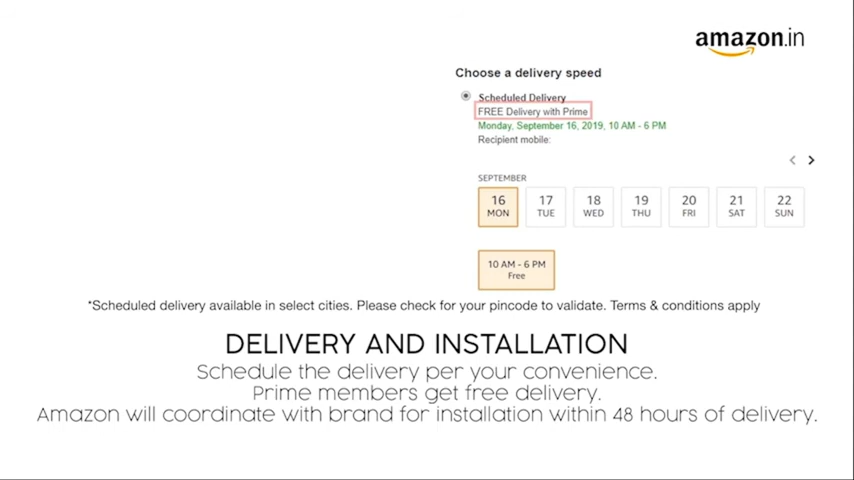 amazon.in
Choose a delivery speed
Scheduled Delivery
FREE Delivery with Prime
Monday, September 16, 2019, 10 AM - 6 PM
Recipient mobile:
SEPTEMBER
16 17 18 19 20 21 22
MON TUE WED THU FRI SAT SUN
10 AM - 6 PM
Free
*Scheduled delivery available in select cities. Please check for your pincode to validate. Terms & conditions apply
DELIVERY AND INSTALLATION
Schedule the delivery per your convenience.
Prime members get free delivery.
Amazon will coordinate with brand for installation within 48 hours of delivery.